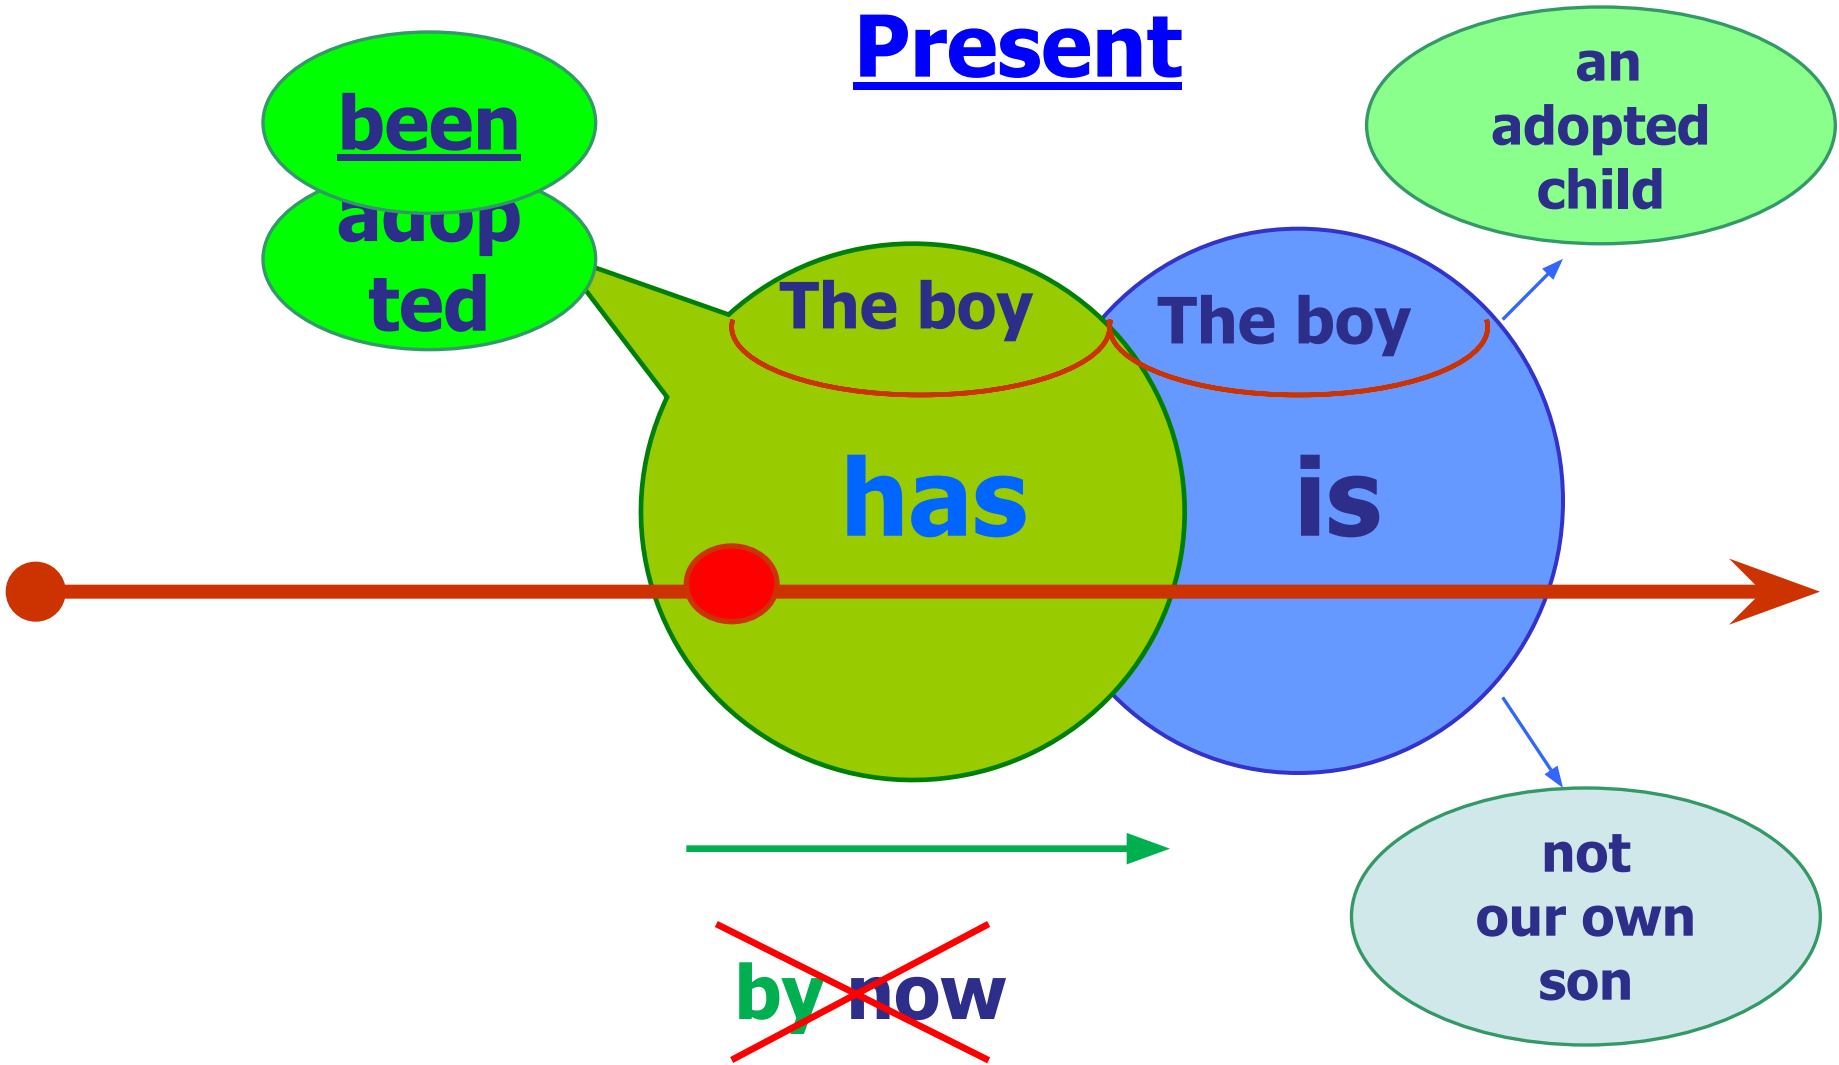 Present
been
adop
ted
The boy
has
The boy
is
an
adopted
child
not
our own
son
by now